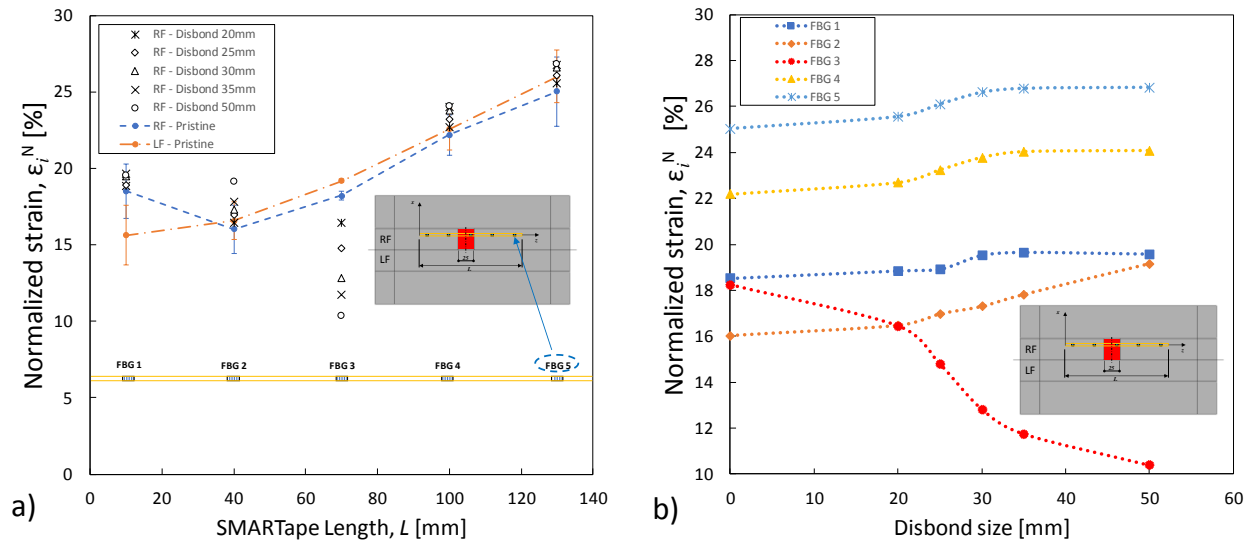 Normalized strain, εᵢᴺ [%]
30
25
20
15
10
5
0
RF - Disbond 20mm
RF - Disbond 25mm
RF - Disbond 30mm
RF - Disbond 35mm
RF - Disbond 50mm
RF - Pristine
LF - Pristine
RF
LF
25
L
FBG 1 FBG 2 FBG 3 FBG 4 FBG 5
0 20 40 60 80 100 120 140
SMARTape Length, L [mm]
a)
Normalized strain, εᵢᴺ [%]
30
28
26
24
22
20
18
16
14
12
10
FBG 1
FBG 2
FBG 3
FBG 4
FBG 5
RF
LF
25
L
0 10 20 30 40 50 60
Disbond size [mm]
b)